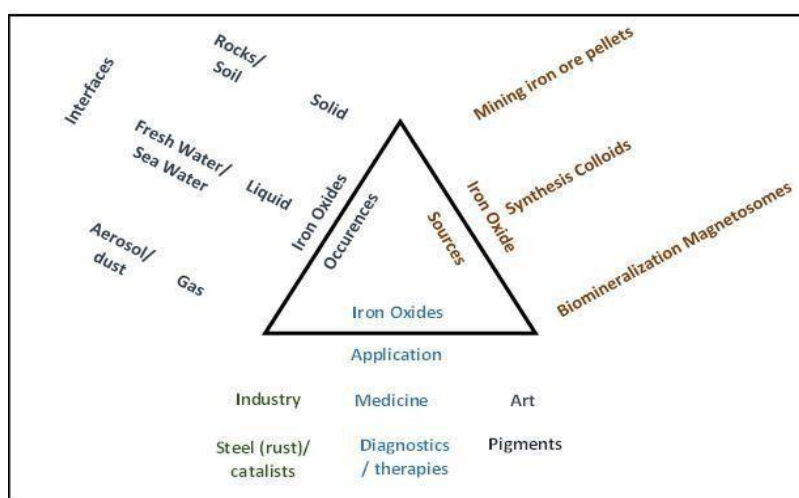 Interfaces
Rocks/
Soil
Solid
Fresh Water/
Sea Water
Liquid
Aerosol/
dust
Gas
Iron Oxides
Occurences
Mining iron ore pellets
Synthesis Colloids
Biomineralization Magnetosomes
Iron Oxide
Sources
Iron Oxides
Application
Industry
Medicine
Art
Steel (rust)/
catalists
Diagnostics
/ therapies
Pigments